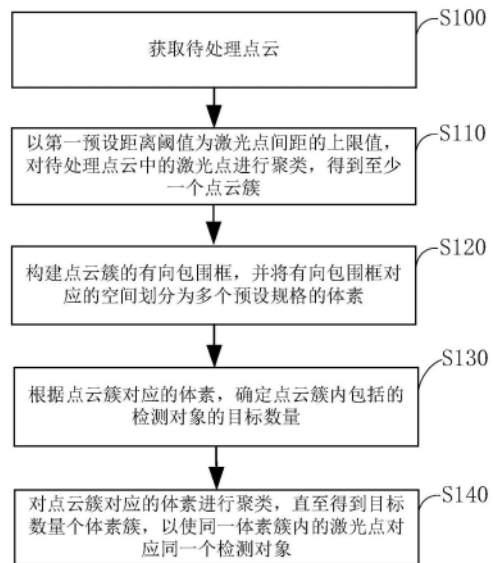 S100
获取待处理点云
S110
以第一预设距离阈值为激光点间距的上限值，
对待处理点云中的激光点进行聚类，得到至少
一个点云簇
S120
构建点云簇的有向包围框，并将有向包围框对
应的空间划分为多个预设规格的体素
S130
根据点云簇对应的体素，确定点云簇内包括的
检测对象的目标数量
S140
对点云簇对应的体素进行聚类，直至得到目标
数量个体素簇，以使同一体素簇内的激光点对
应同一个检测对象